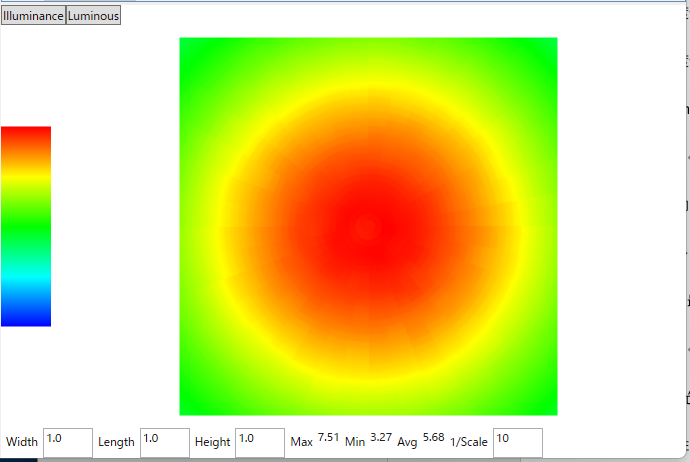 Illuminance Luminous
Width 1.0 Length 1.0 Height 1.0 Max 7.51 Min 3.27 Avg 5.68 1/Scale 10